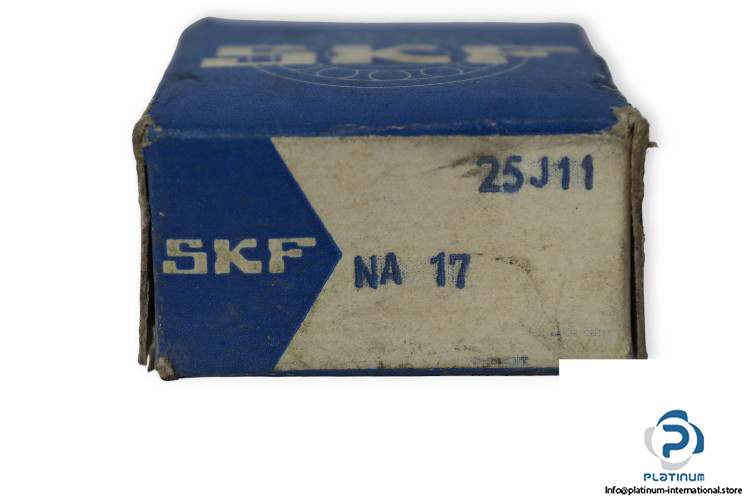 SKF
25J11
SKF
NA 17
PLATINUM
Info@platinum-international.store